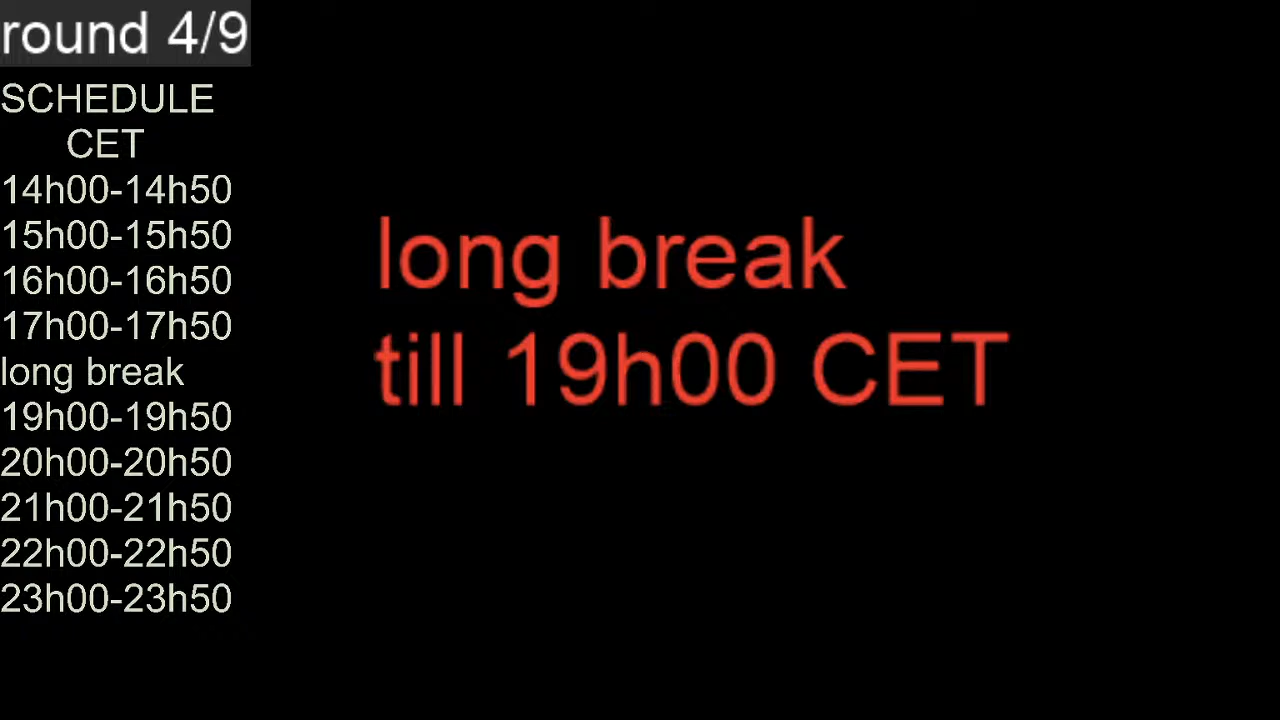 round 4/9
SCHEDULE
CET
14h00-14h50
15h00-15h50
16h00-16h50
17h00-17h50
long break
19h00-19h50
20h00-20h50
21h00-21h50
22h00-22h50
23h00-23h50
long break
till 19h00 CET